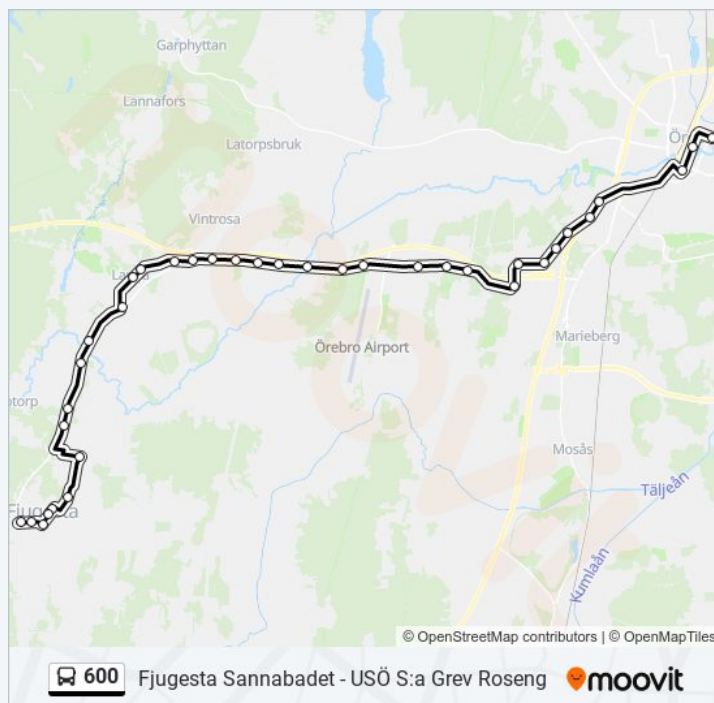 Garphyttan
Lannafors
Latorpsbruk
Vintrosa
Örebro Airport
Marieberg
Mosås
Täljeån
Fjugesta
Kumlaån
© OpenStreetMap contributors | © OpenMapTiles
600 Fjugesta Sannabadet - USÖ S:a Grev Roseng
moovit